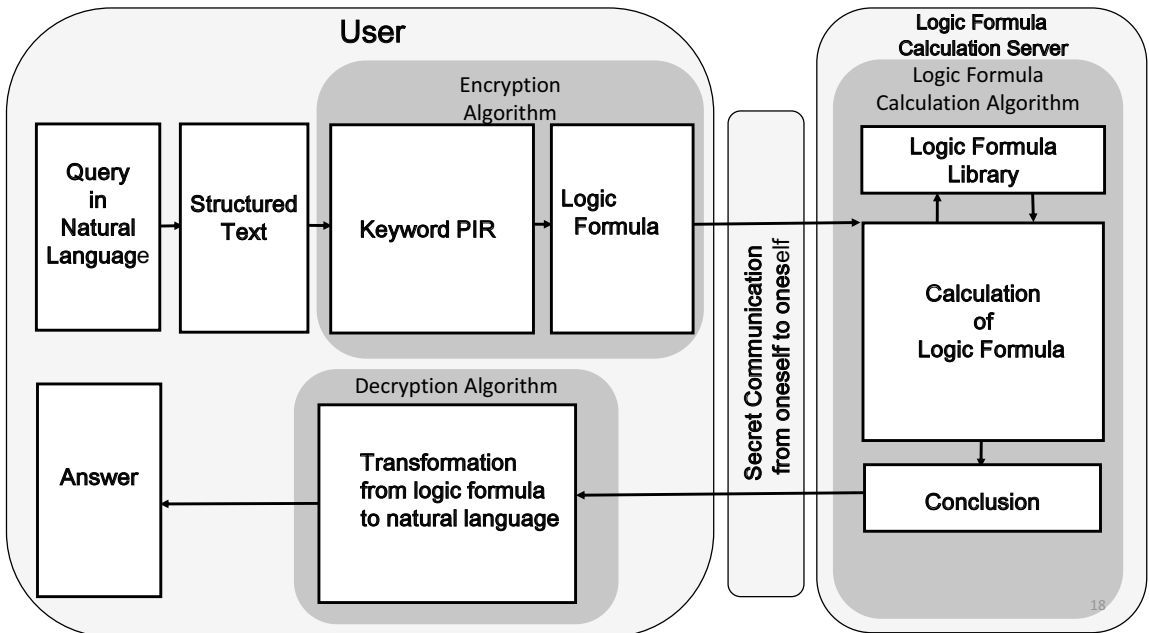 User
Encryption
Algorithm
Query
in
Natural
Language
Structured
Text
Keyword PIR
Logic
Formula
Decryption Algorithm
Answer
Transformation
from logic formula
to natural language
Secret Communication
from oneself to oneself
Logic Formula
Calculation Server
Logic Formula
Calculation Algorithm
Logic Formula
Library
Calculation
of
Logic Formula
Conclusion
18